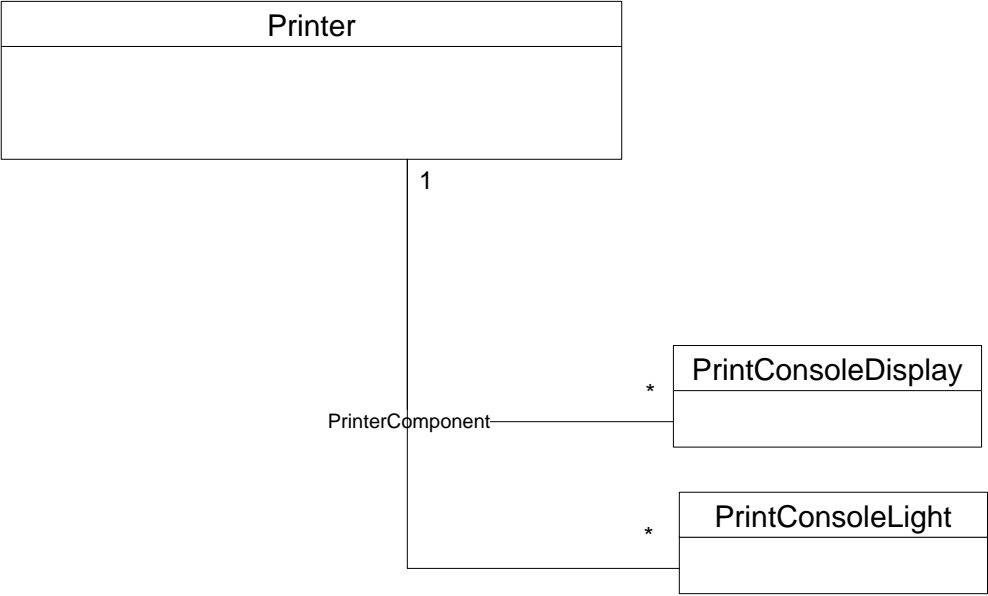 Printer
1
PrintConsoleDisplay
*
PrinterComponent
PrintConsoleLight
*